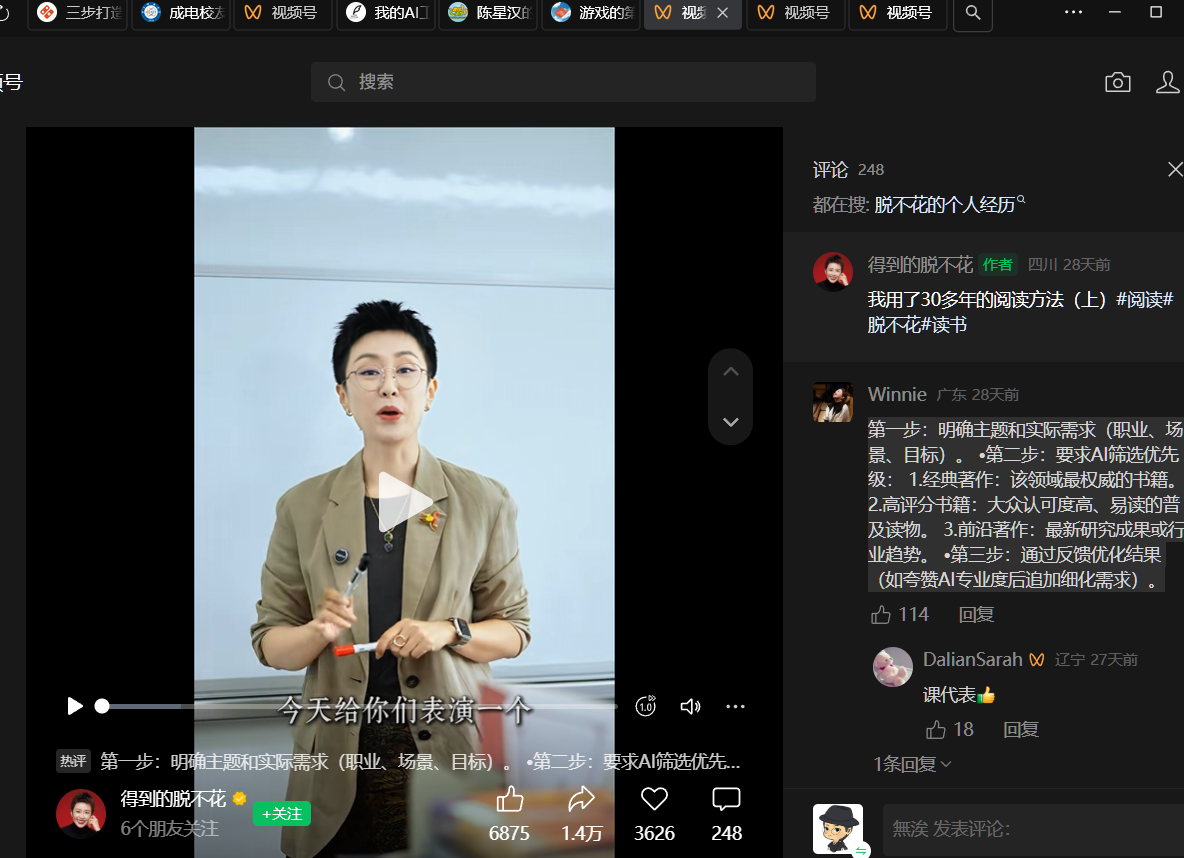 三步打造
成电校友
视频号
我的AI工
陈星汉的
游戏的第
视频
视频号
视频号
号
搜索
评论 248
都在搜: 脱不花的个人经历
得到的脱不花 作者 四川 28天前
我用了30多年的阅读方法（上）#阅读#
脱不花#读书
Winnie 广东 28天前
第一步：明确主题和实际需求（职业、场
景、目标）。 •第二步：要求AI筛选优先
级： 1.经典著作：该领域最权威的书籍。
2.高评分书籍：大众认可度高、易读的普
及读物。 3.前沿著作：最新研究成果或行
业趋势。 •第三步：通过反馈优化结果
（如夸赞AI专业度后追加细化需求）。
114 回复
DalianSarah 辽宁 27天前
课代表👍
18 回复
1条回复
無涘 发表评论:
今天给你们表演一个
1.0
热评 第一步：明确主题和实际需求（职业、场景、目标）。 •第二步：要求AI筛选优先...
得到的脱不花
6个朋友关注
+关注
6875
1.4万
3626
248